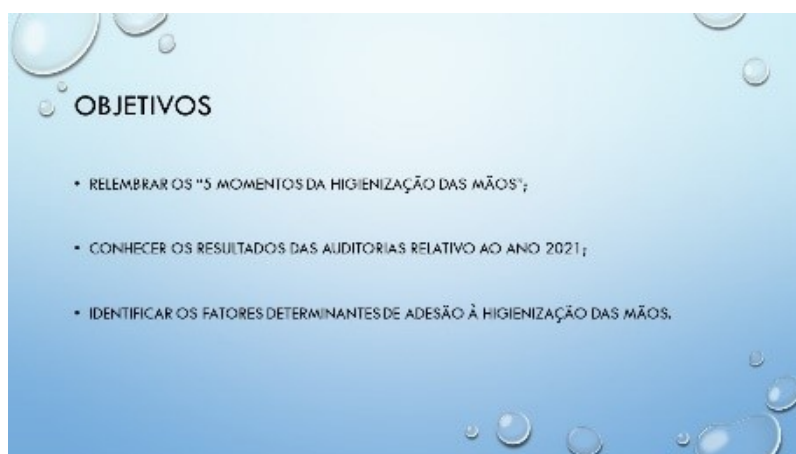 OBJETIVOS
• RELEMBRAR OS "5 MOMENTOS DA HIGIENIZAÇÃO DAS MÃOS";
• CONHECER OS RESULTADOS DAS AUDITORIAS RELATIVO AO ANO 2021;
• IDENTIFICAR OS FATORES DETERMINANTES DE ADESÃO À HIGIENIZAÇÃO DAS MÃOS.